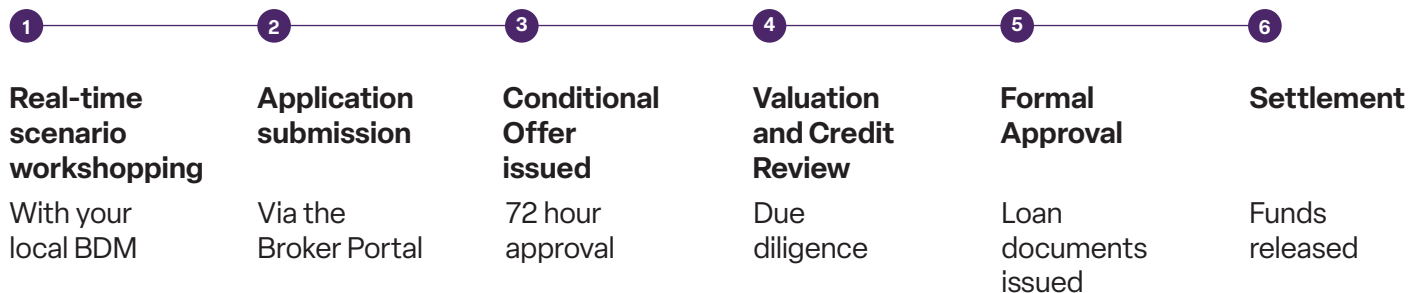 1
2
3
4
5
6
Real-time
scenario
workshopping
With your
local BDM
Application
submission
Via the
Broker Portal
Conditional
Offer
issued
72 hour
approval
Valuation
and Credit
Review
Due
diligence
Formal
Approval
Loan
documents
issued
Settlement
Funds
released